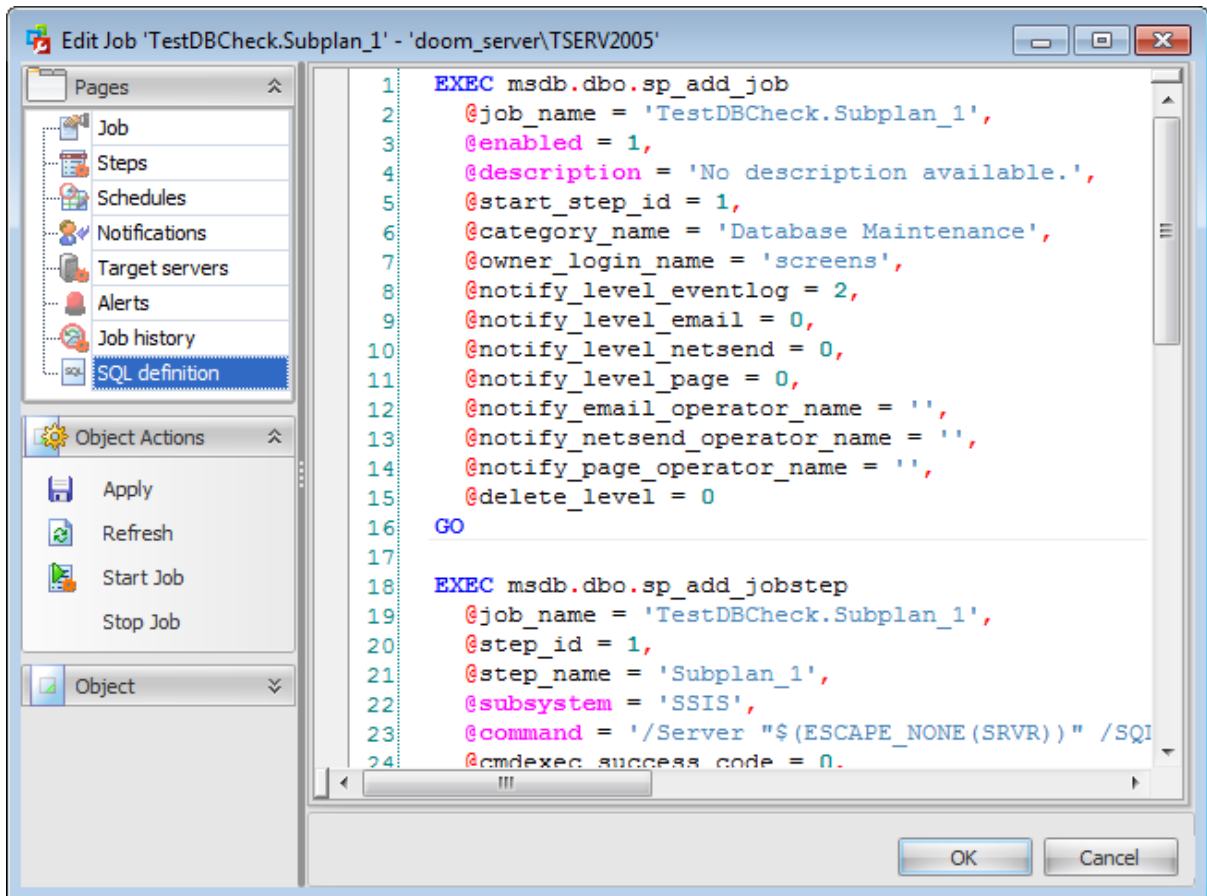 Edit Job 'TestDBCheck.Subplan_1' - 'doom_server\TSERV2005'
Pages
Job
Steps
Schedules
Notifications
Target servers
Alerts
Job history
SQL SQL definition
Object Actions
Apply
Refresh
Start Job
Stop Job
Object
1 EXEC msdb.dbo.sp_add_job
2 @job_name = 'TestDBCheck.Subplan_1',
3 @enabled = 1,
4 @description = 'No description available.',
5 @start_step_id = 1,
6 @category_name = 'Database Maintenance',
7 @owner_login_name = 'screens',
8 @notify_level_eventlog = 2,
9 @notify_level_email = 0,
10 @notify_level_netsend = 0,
11 @notify_level_page = 0,
12 @notify_email_operator_name = '',
13 @notify_netsend_operator_name = '',
14 @notify_page_operator_name = '',
15 @delete_level = 0
16 GO
17
18 EXEC msdb.dbo.sp_add_jobstep
19 @job_name = 'TestDBCheck.Subplan_1',
20 @step_id = 1,
21 @step_name = 'Subplan_1',
22 @subsystem = 'SSIS',
23 @command = '/Server "$(ESCAPE_NONE(SRVR))" /SQL
24 @cmdexec_success_code = 0,
OK
Cancel